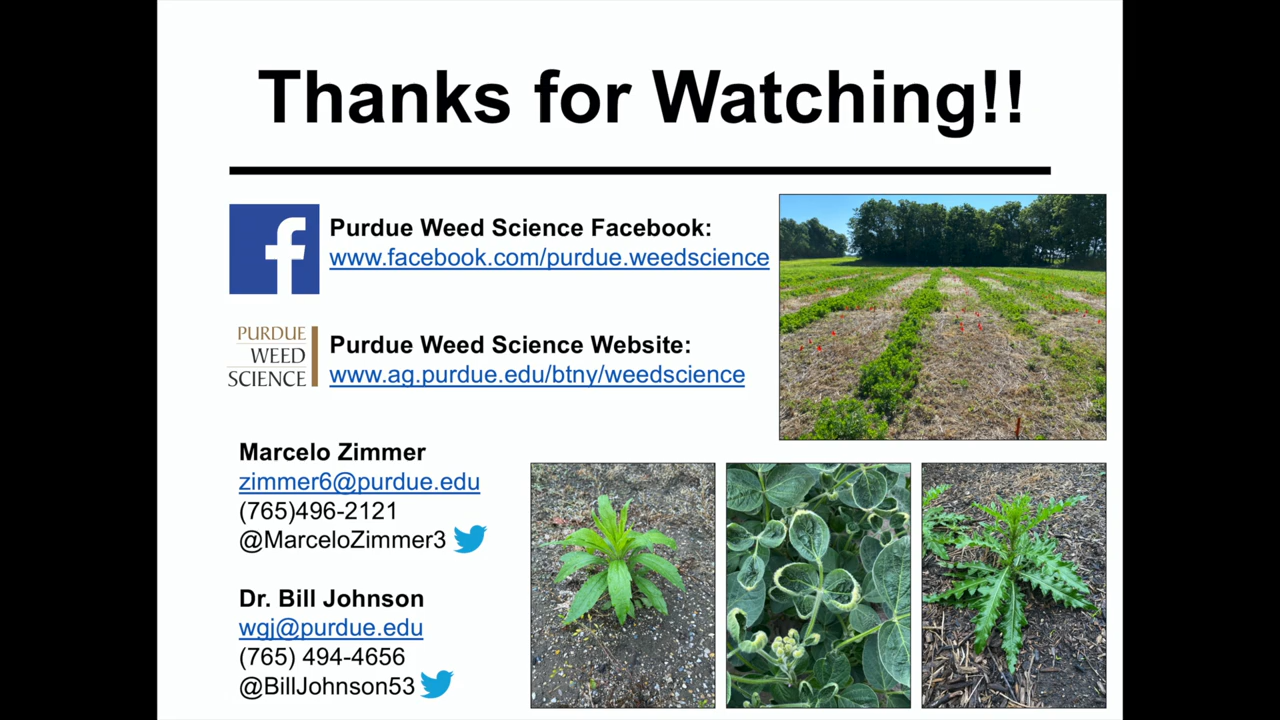 Thanks for Watching!!
Purdue Weed Science Facebook:
www.facebook.com/purdue.weedscience
PURDUE
WEED
SCIENCE
Purdue Weed Science Website:
www.ag.purdue.edu/btny/weedscience
Marcelo Zimmer
zimmer6@purdue.edu
(765)496-2121
@MarceloZimmer3
Dr. Bill Johnson
wgj@purdue.edu
(765) 494-4656
@BillJohnson53